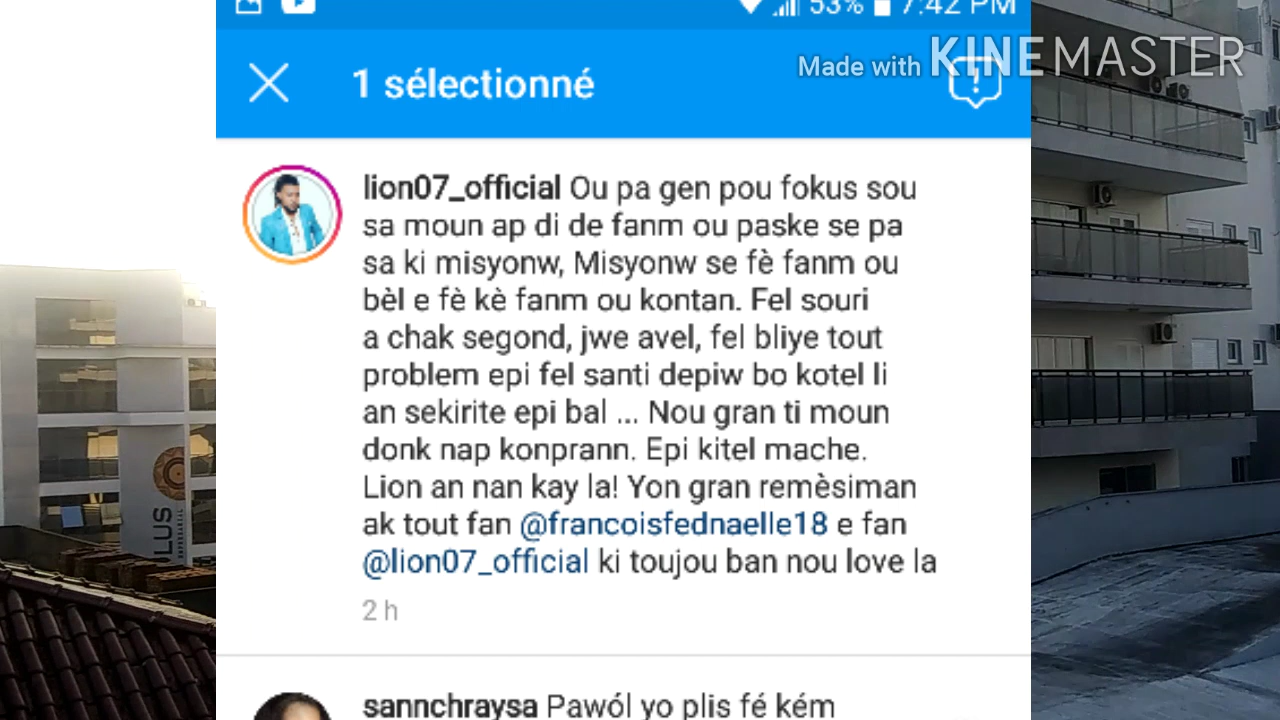 53% 7:42 PM
1 sélectionné
Made with KINEMASTER
lion07_official Ou pa gen pou fokus sou
sa moun ap di de fanm ou paske se pa
sa ki misyonw, Misyonw se fè fanm ou
bèl e fè kè fanm ou kontan. Fel souri
a chak segond, jwe avel, fel bliye tout
problem epi fel santi depiw bo kotel li
an sekirite epi bal ... Nou gran ti moun
donk nap konprann. Epi kitel mache.
Lion an nan kay la! Yon gran remèsiman
ak tout fan @francoisfednaelle18 e fan
@lion07_official ki toujou ban nou love la
2 h
sannchraysa Pawól yo plis fé kém